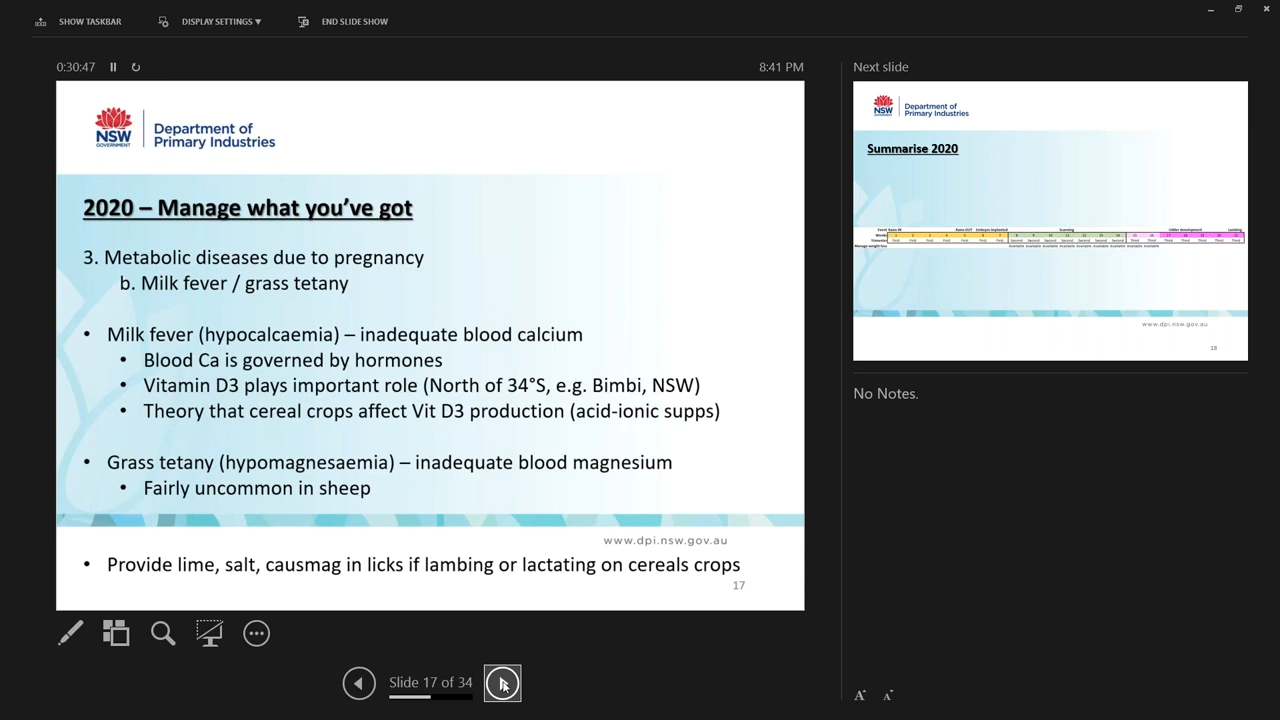 SHOW TASKBAR
DISPLAY SETTINGS ▼
END SLIDE SHOW
0:30:47
8:41 PM
NSW
GOVERNMENT
Department of
Primary Industries
2020 – Manage what you've got
3. Metabolic diseases due to pregnancy
b. Milk fever / grass tetany
• Milk fever (hypocalcaemia) – inadequate blood calcium
• Blood Ca is governed by hormones
• Vitamin D3 plays important role (North of 34°S, e.g. Bimbi, NSW)
• Theory that cereal crops affect Vit D3 production (acid-ionic supps)
• Grass tetany (hypomagnesaemia) – inadequate blood magnesium
• Fairly uncommon in sheep
www.dpi.nsw.gov.au
• Provide lime, salt, causmag in licks if lambing or lactating on cereals crops
17
Slide 17 of 34
Next slide
NSW
Department of
Primary Industries
Summarise 2020
www.dpi.nsw.gov.au
18
No Notes.
A
A